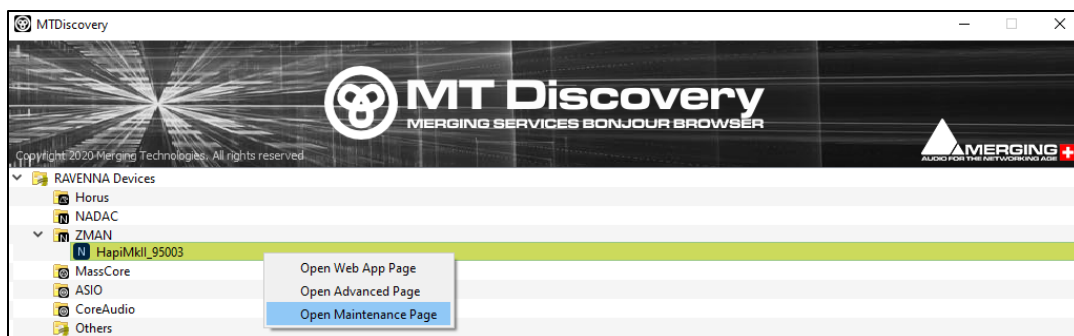 MTDiscovery
MT Discovery
MERGING SERVICES BONJOUR BROWSER
Copyright 2020 Merging Technologies. All rights reserved
MERGING
AUDIO FOR THE NETWORKING AGE
RAVENNA Devices
Horus
NADAC
ZMAN
N HapiMkII_95003
MassCore
ASIO
CoreAudio
Others
Open Web App Page
Open Advanced Page
Open Maintenance Page